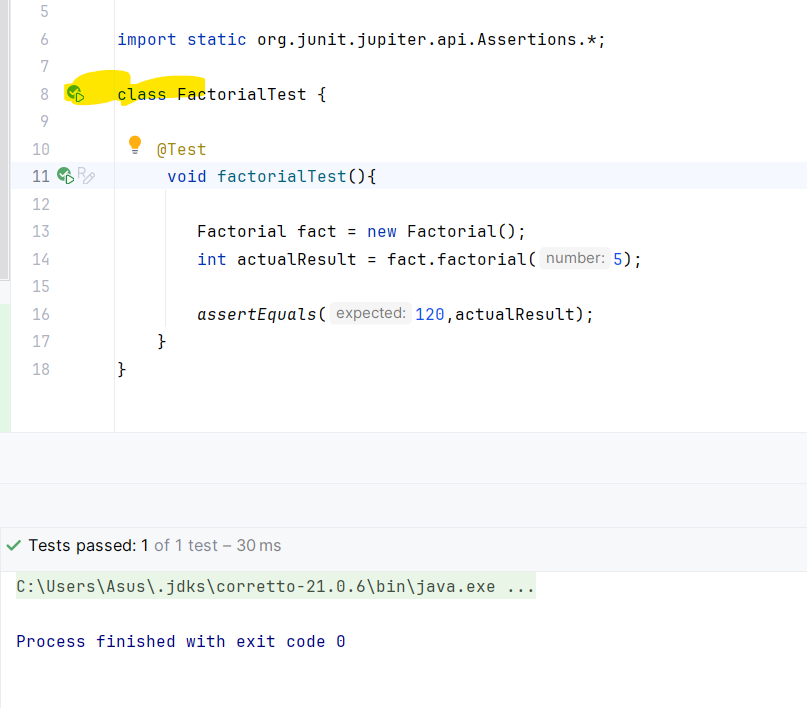 5
6 import static org.junit.jupiter.api.Assertions.*;
7
8 class FactorialTest {
9
10 @Test
11 void factorialTest(){
12
13 Factorial fact = new Factorial();
14 int actualResult = fact.factorial( number: 5);
15
16 assertEquals( expected: 120,actualResult);
17 }
18 }
Tests passed: 1 of 1 test – 30 ms
C:\Users\Asus\.jdks\corretto-21.0.6\bin\java.exe ...
Process finished with exit code 0